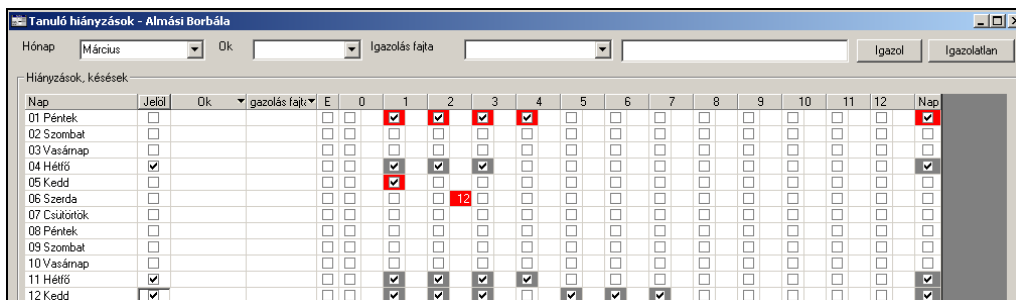 Tanuló hiányzások - Almási Borbála
Hónap Március Ok Igazolás fajta Igazol Igazolatlan
Hiányzások, késések
Nap Jelöl Ok gazolás fajta E 0 1 2 3 4 5 6 7 8 9 10 11 12 Nap
01 Péntek
02 Szombat
03 Vasárnap
04 Hétfő
05 Kedd
06 Szerda 12
07 Csütörtök
08 Péntek
09 Szombat
10 Vasárnap
11 Hétfő
12 Kedd